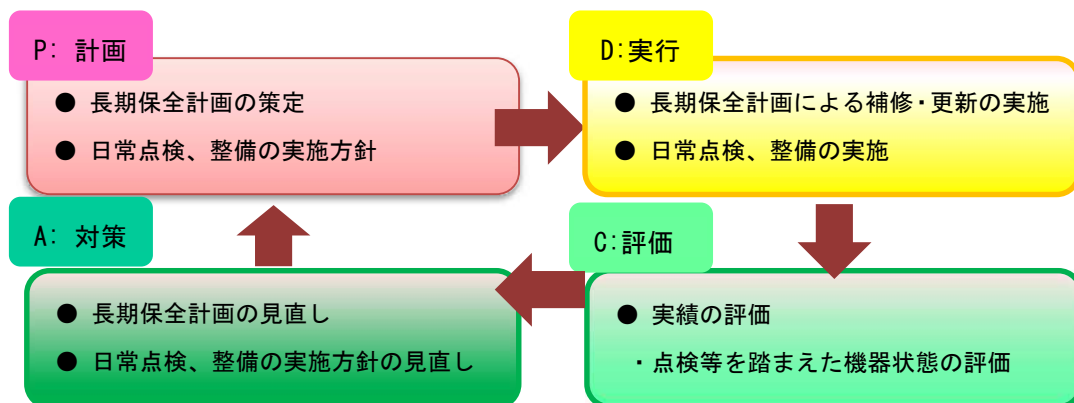 P: 計画
● 長期保全計画の策定
● 日常点検、整備の実施方針
D:実行
● 長期保全計画による補修・更新の実施
● 日常点検、整備の実施
C:評価
● 実績の評価
・点検等を踏まえた機器状態の評価
A: 対策
● 長期保全計画の見直し
● 日常点検、整備の実施方針の見直し